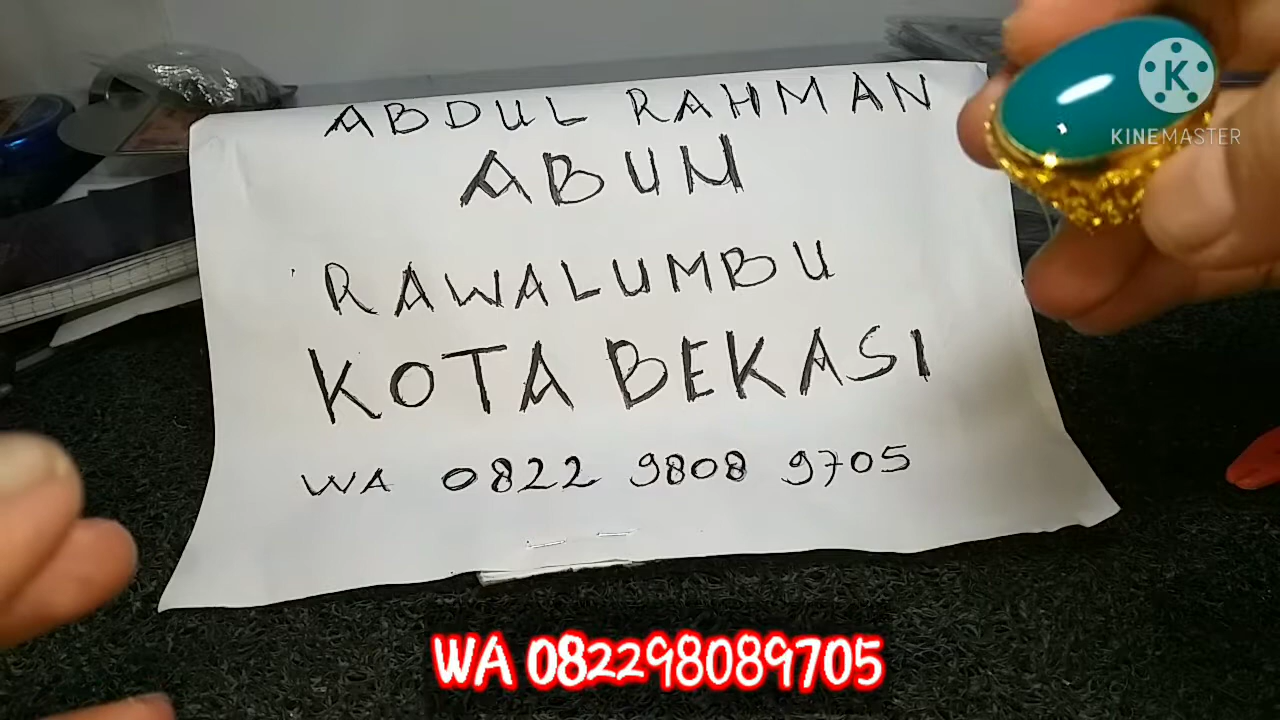 ABDUL RAHMAN
ABUN
RAWALUMBU
KOTA BEKASI
WA 0822 9808 9705
K
KINEMASTER
WA 082298089705